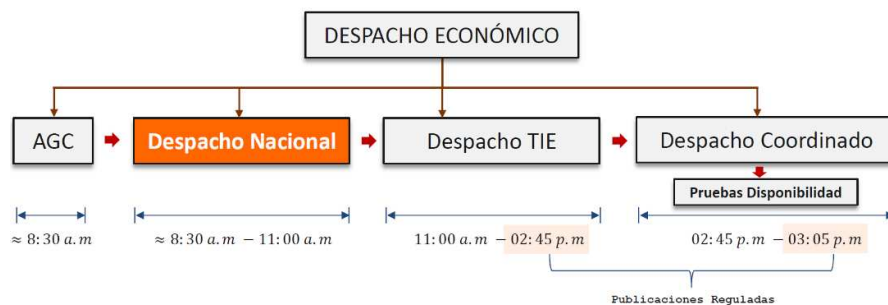 DESPACHO ECONÓMICO
AGC
Despacho Nacional
Despacho TIE
Despacho Coordinado
Pruebas Disponibilidad
≈ 8:30 a.m
≈ 8:30 a.m − 11:00 a.m
11:00 a.m − 02:45 p.m
02:45 p.m − 03:05 p.m
Publicaciones Reguladas